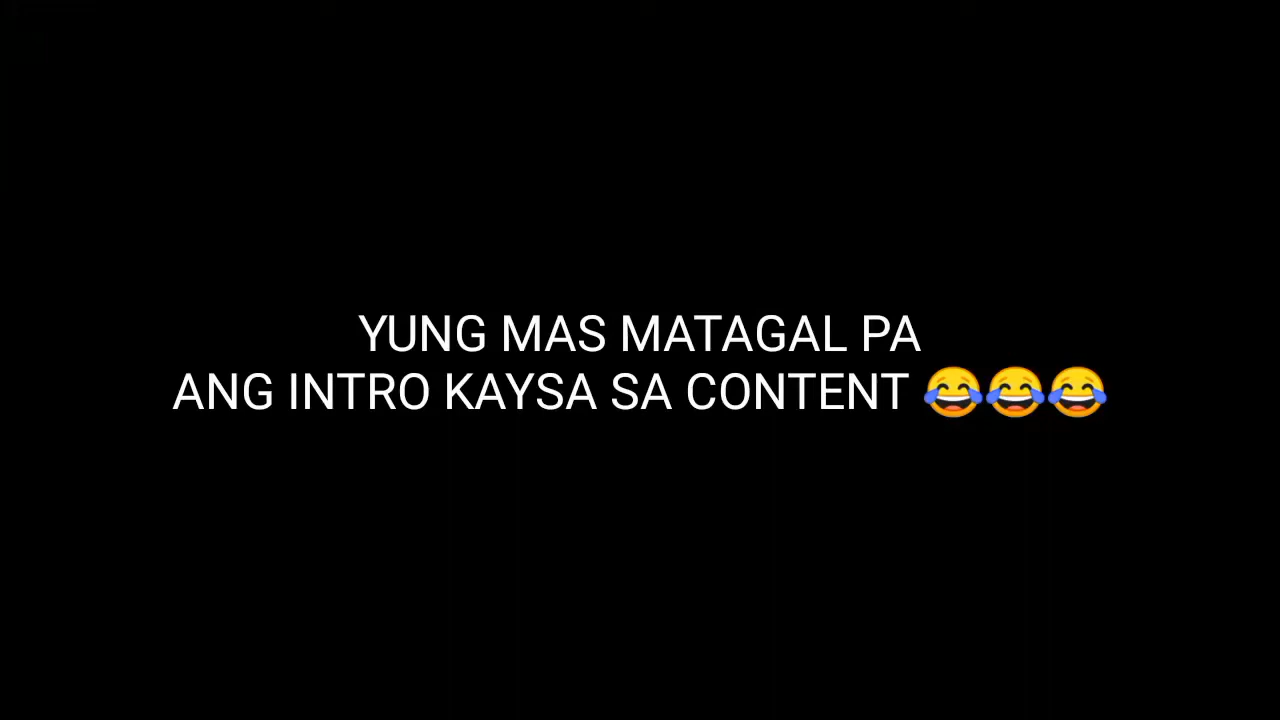 YUNG MAS MATAGAL PA
ANG INTRO KAYSA SA CONTENT 😂😂😂